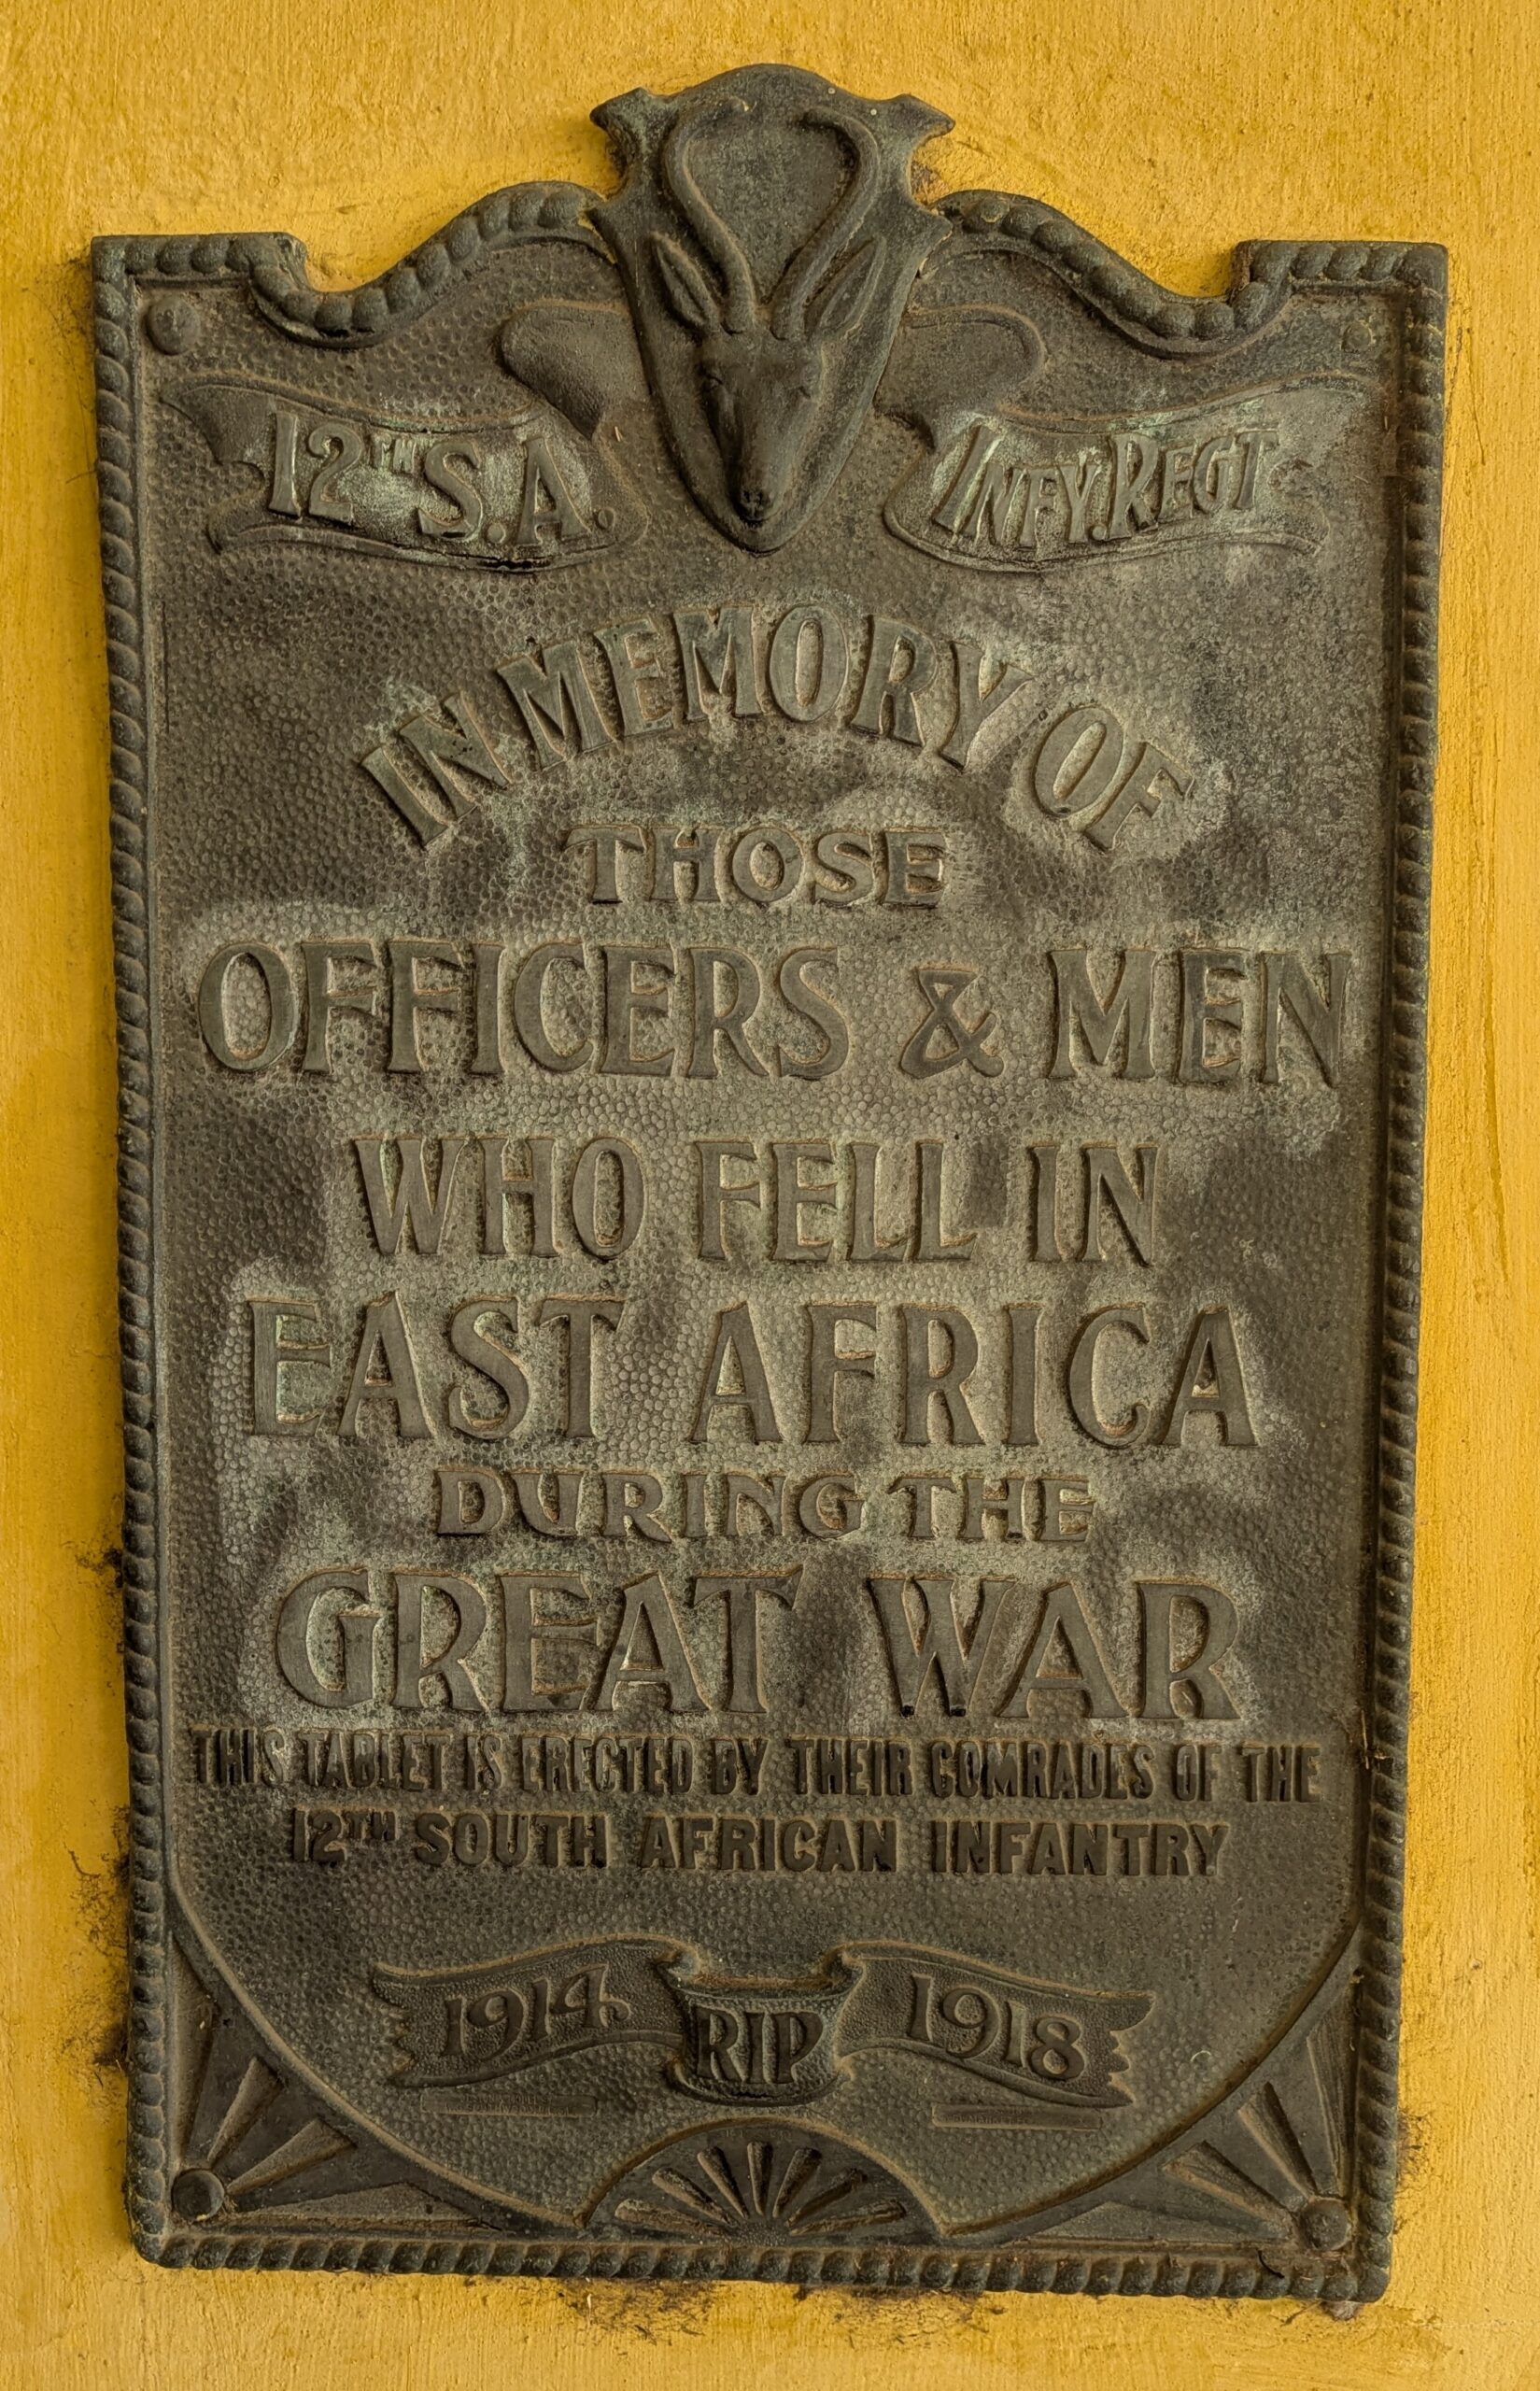 12TH S.A. INFY. REGT
IN MEMORY OF
THOSE
OFFICERS & MEN
WHO FELL IN
EAST AFRICA
DURING THE
GREAT WAR
THIS TABLET IS ERECTED BY THEIR COMRADES OF THE
12TH SOUTH AFRICAN INFANTRY
1914. RIP 1918